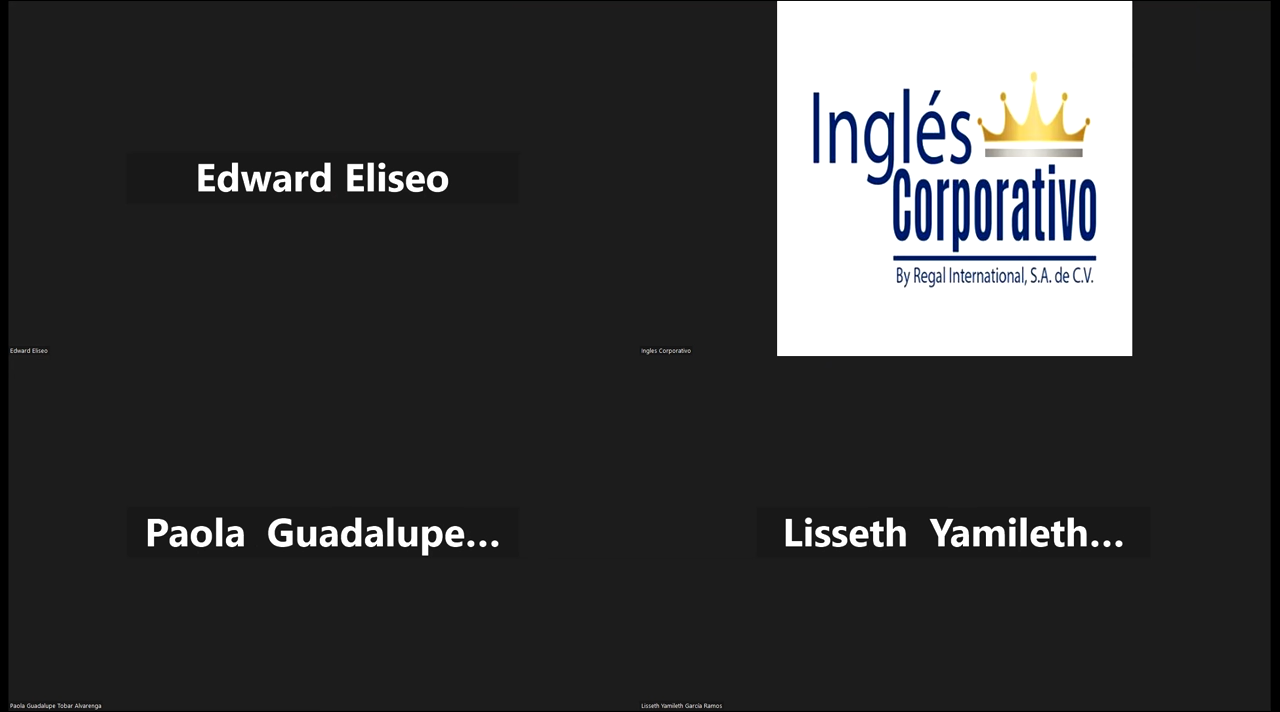 Edward Eliseo
Edward Eliseo
Inglés
Corporativo
By Regal International, S.A. de C.V.
Ingles Corporativo
Paola Guadalupe...
Paola Guadalupe Tobar Alvarenga
Lisseth Yamileth...
Lisseth Yamileth García Ramos